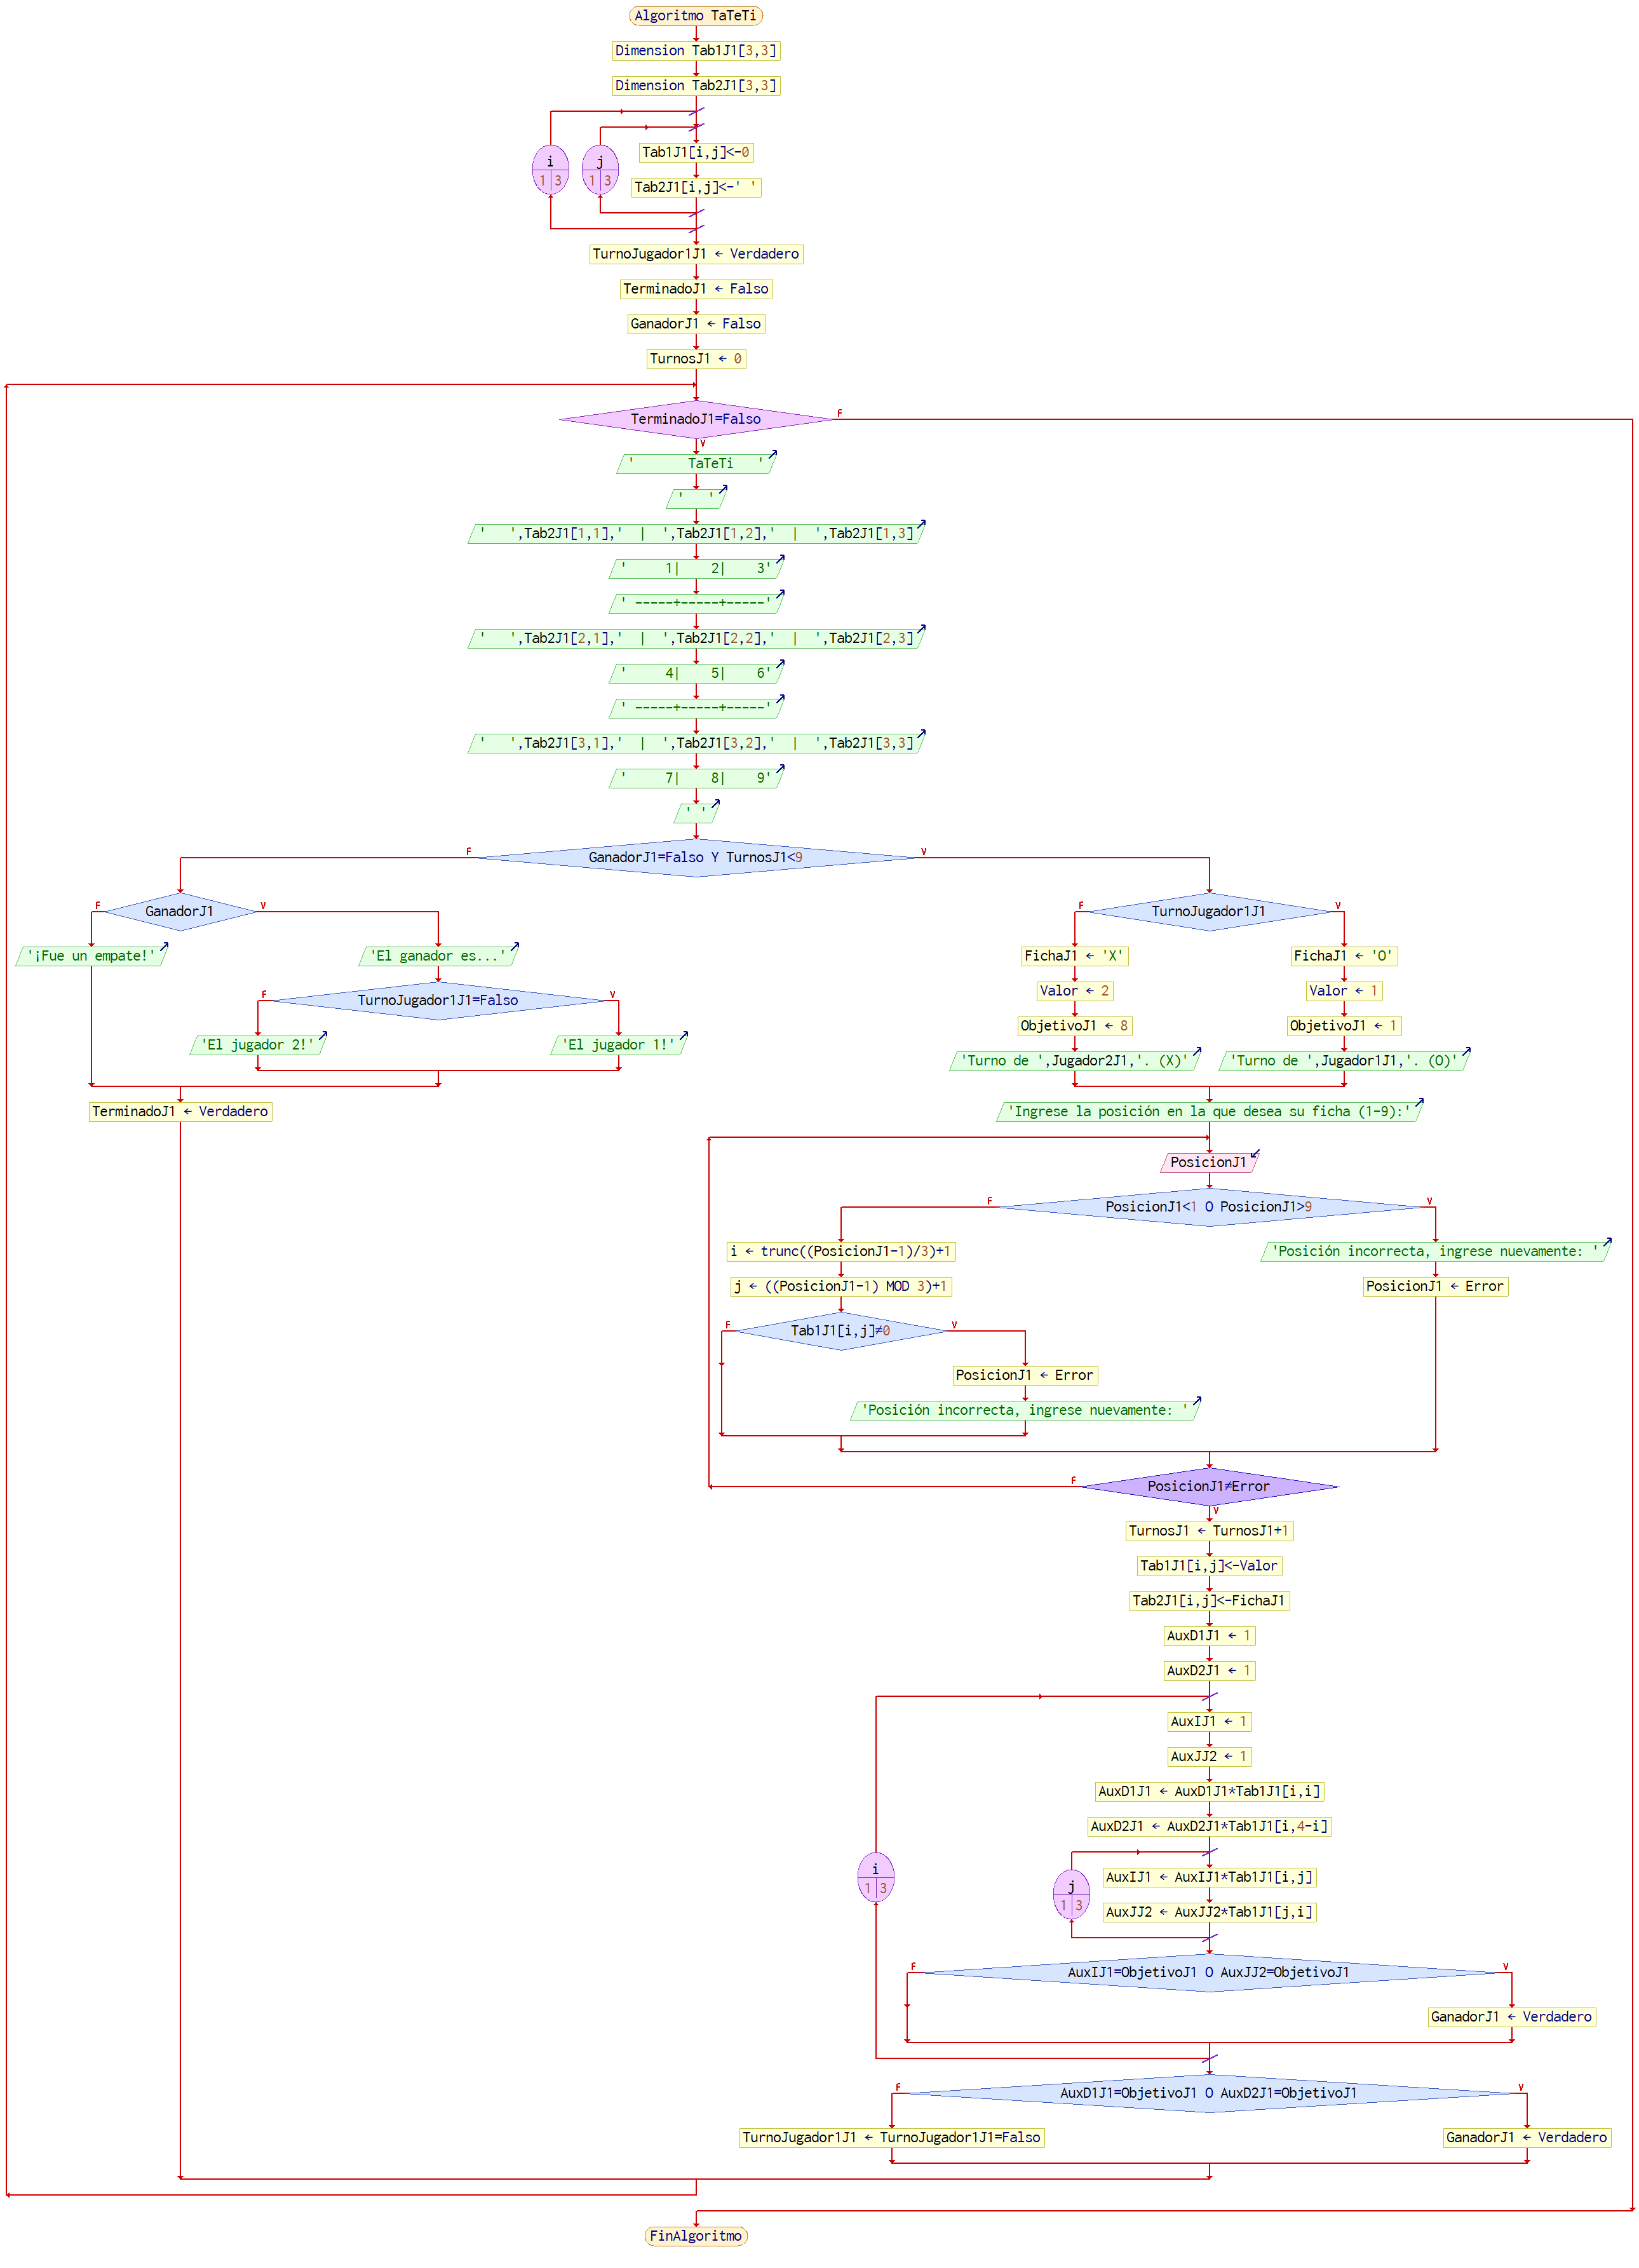 Algoritmo TaTeTi
Dimension Tab1J1[3,3]
Dimension Tab2J1[3,3]
i
1 3
j
1 3
Tab1J1[i,j]<-0
Tab2J1[i,j]<-' '
TurnoJugador1J1 ← Verdadero
TerminadoJ1 ← Falso
GanadorJ1 ← Falso
TurnosJ1 ← 0
TerminadoJ1=Falso
F
V
'       TaTeTi   '
'   '
'   ',Tab2J1[1,1],'  |  ',Tab2J1[1,2],'  |  ',Tab2J1[1,3]
'     1|    2|    3'
' -----+-----+-----'
'   ',Tab2J1[2,1],'  |  ',Tab2J1[2,2],'  |  ',Tab2J1[2,3]
'     4|    5|    6'
' -----+-----+-----'
'   ',Tab2J1[3,1],'  |  ',Tab2J1[3,2],'  |  ',Tab2J1[3,3]
'     7|    8|    9'
' '
F
GanadorJ1=Falso Y TurnosJ1<9
V
F
GanadorJ1
V
'¡Fue un empate!'
'El ganador es...'
F
TurnoJugador1J1=Falso
V
'El jugador 2!'
'El jugador 1!'
TerminadoJ1 ← Verdadero
F
TurnoJugador1J1
V
FichaJ1 ← 'X'
FichaJ1 ← 'O'
Valor ← 2
Valor ← 1
ObjetivoJ1 ← 8
ObjetivoJ1 ← 1
'Turno de ',Jugador2J1,'. (X)'
'Turno de ',Jugador1J1,'. (O)'
'Ingrese la posición en la que desea su ficha (1-9):'
PosicionJ1
F
PosicionJ1<1 O PosicionJ1>9
V
i ← trunc((PosicionJ1-1)/3)+1
'Posición incorrecta, ingrese nuevamente: '
j ← ((PosicionJ1-1) MOD 3)+1
PosicionJ1 ← Error
F
Tab1J1[i,j]≠0
V
PosicionJ1 ← Error
'Posición incorrecta, ingrese nuevamente: '
F
PosicionJ1≠Error
V
TurnosJ1 ← TurnosJ1+1
Tab1J1[i,j]<-Valor
Tab2J1[i,j]<-FichaJ1
AuxD1J1 ← 1
AuxD2J1 ← 1
AuxIJ1 ← 1
AuxJJ2 ← 1
AuxD1J1 ← AuxD1J1*Tab1J1[i,i]
AuxD2J1 ← AuxD2J1*Tab1J1[i,4-i]
i
1 3
j
1 3
AuxIJ1 ← AuxIJ1*Tab1J1[i,j]
AuxJJ2 ← AuxJJ2*Tab1J1[j,i]
F
AuxIJ1=ObjetivoJ1 O AuxJJ2=ObjetivoJ1
V
GanadorJ1 ← Verdadero
F
AuxD1J1=ObjetivoJ1 O AuxD2J1=ObjetivoJ1
V
TurnoJugador1J1 ← TurnoJugador1J1=Falso
GanadorJ1 ← Verdadero
FinAlgoritmo